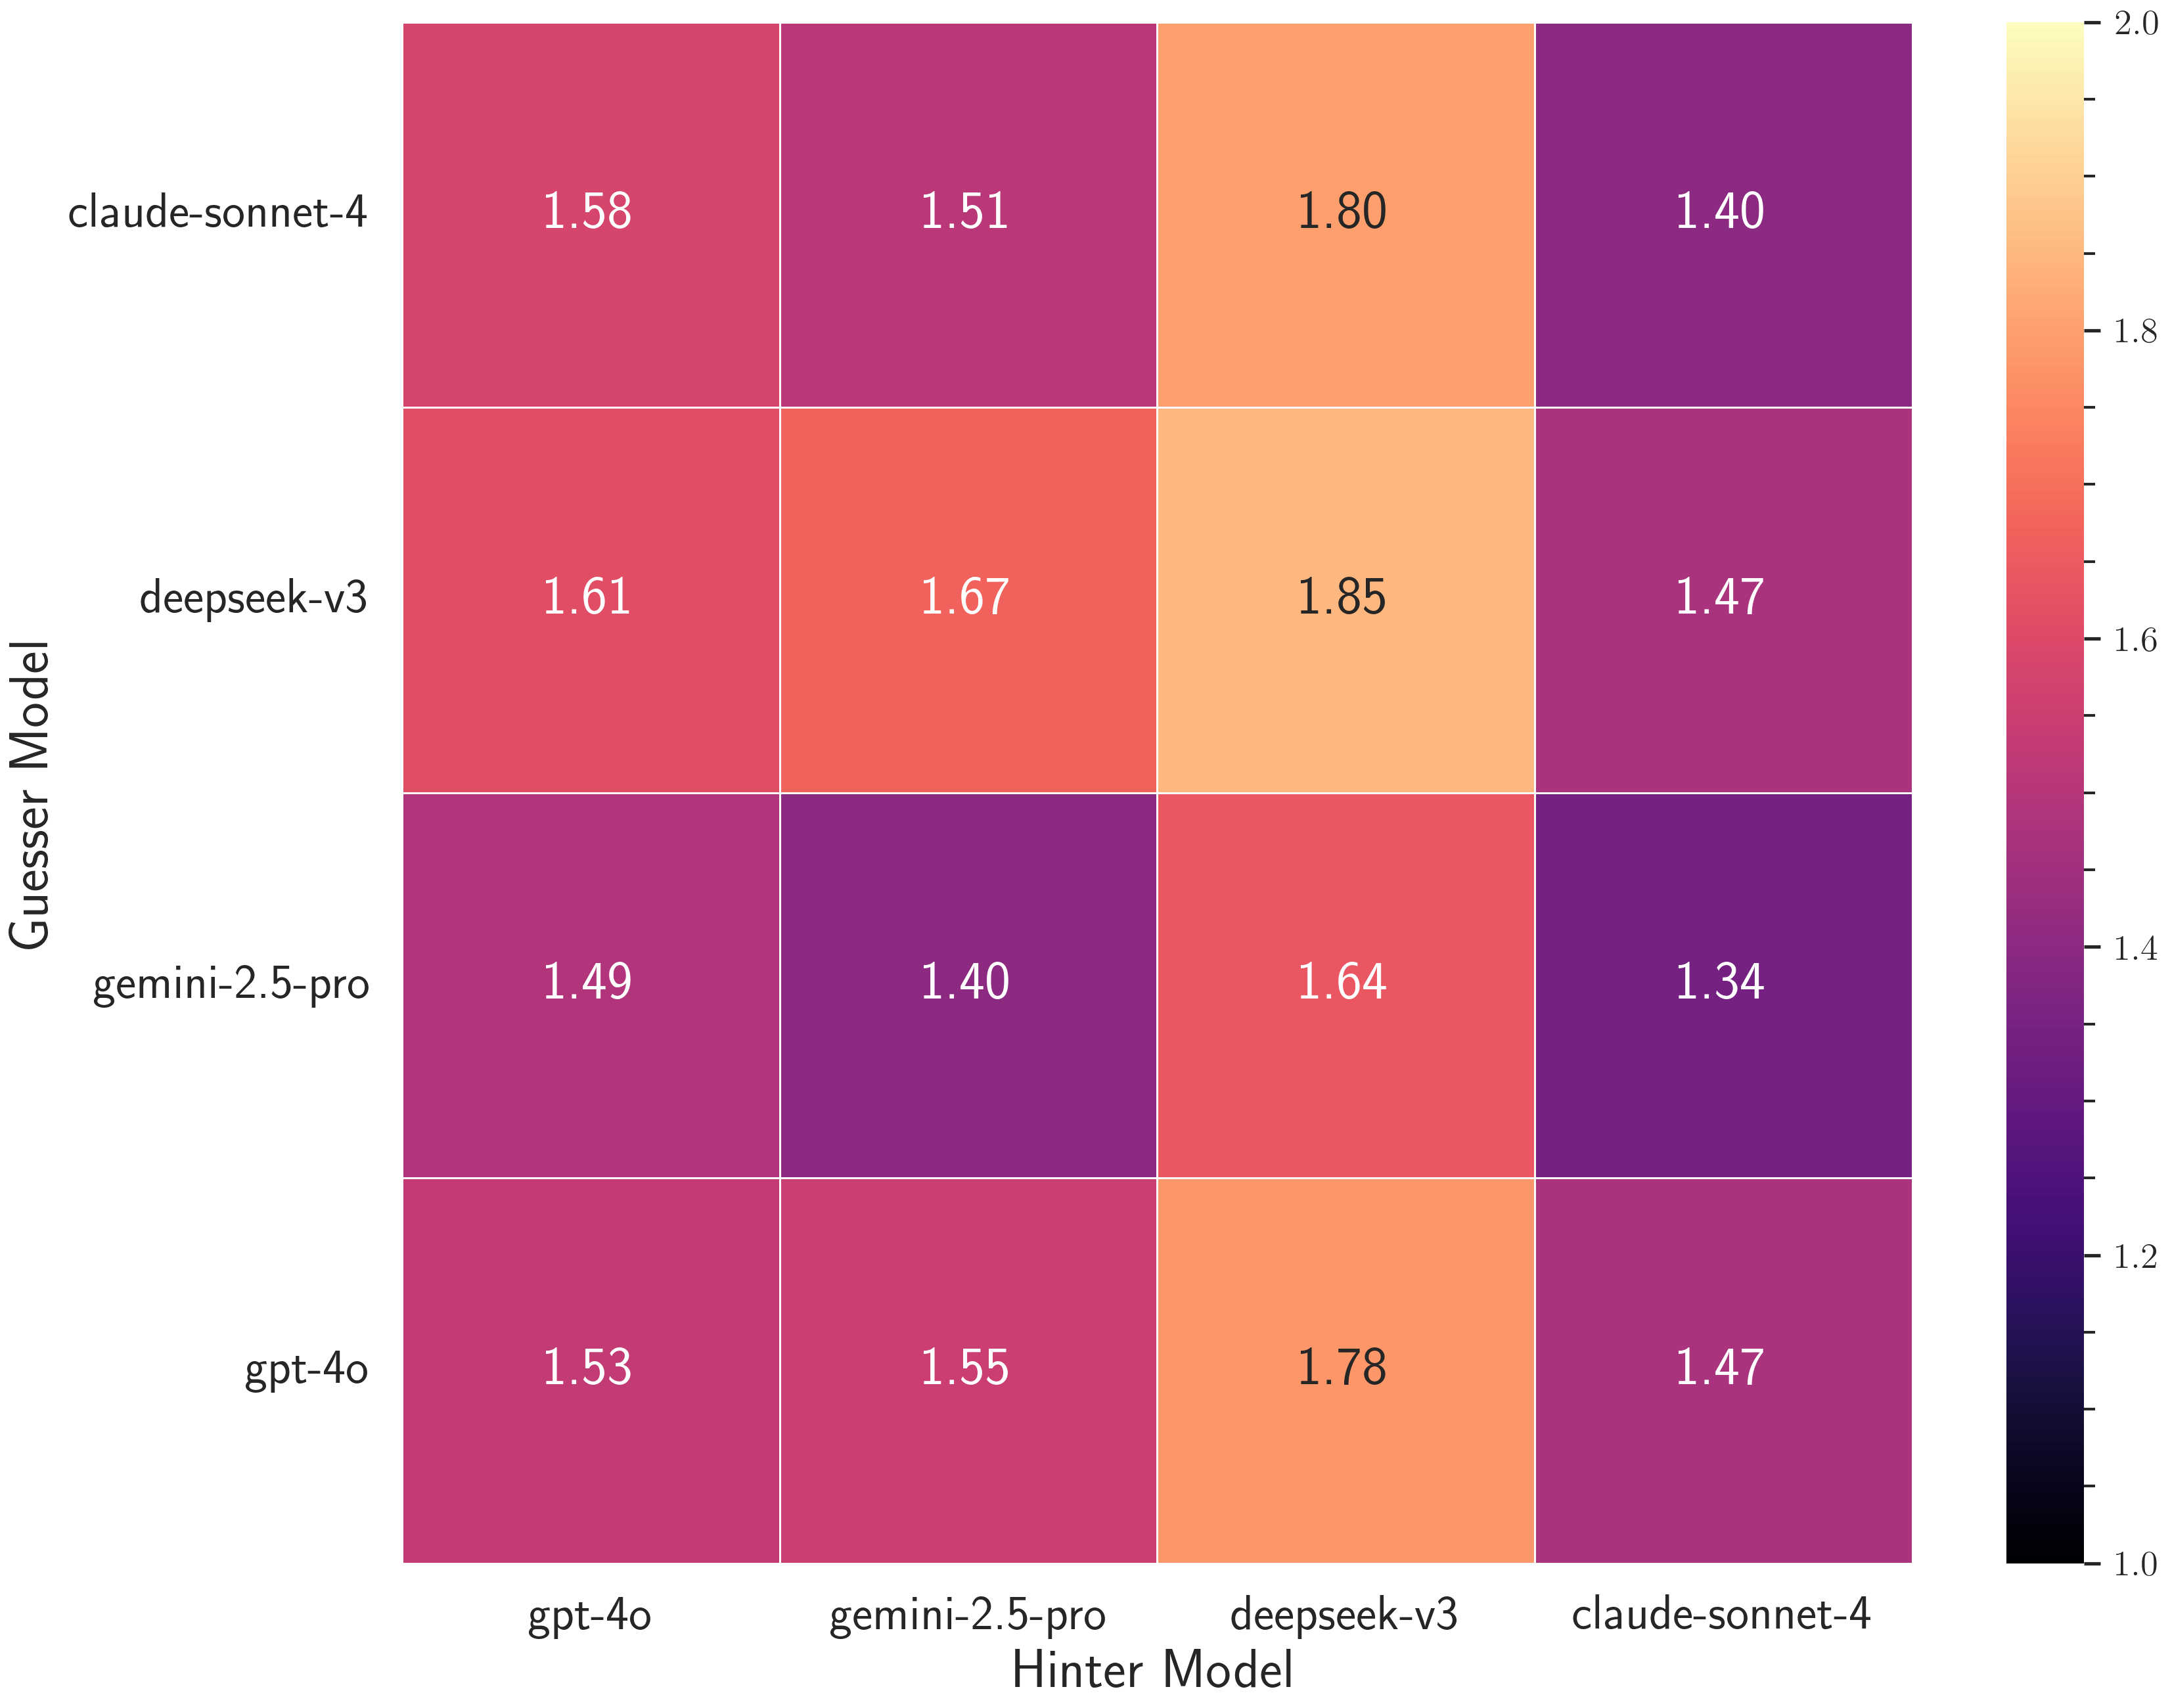 2.0
claude-sonnet-4 1.58 1.51 1.80 1.40
1.8
deepseek-v3 1.61 1.67 1.85 1.47
1.6
Guesser Model
gemini-2.5-pro 1.49 1.40 1.64 1.34
1.4
1.2
gpt-4o 1.53 1.55 1.78 1.47
1.0
gpt-4o gemini-2.5-pro deepseek-v3 claude-sonnet-4
Hinter Model